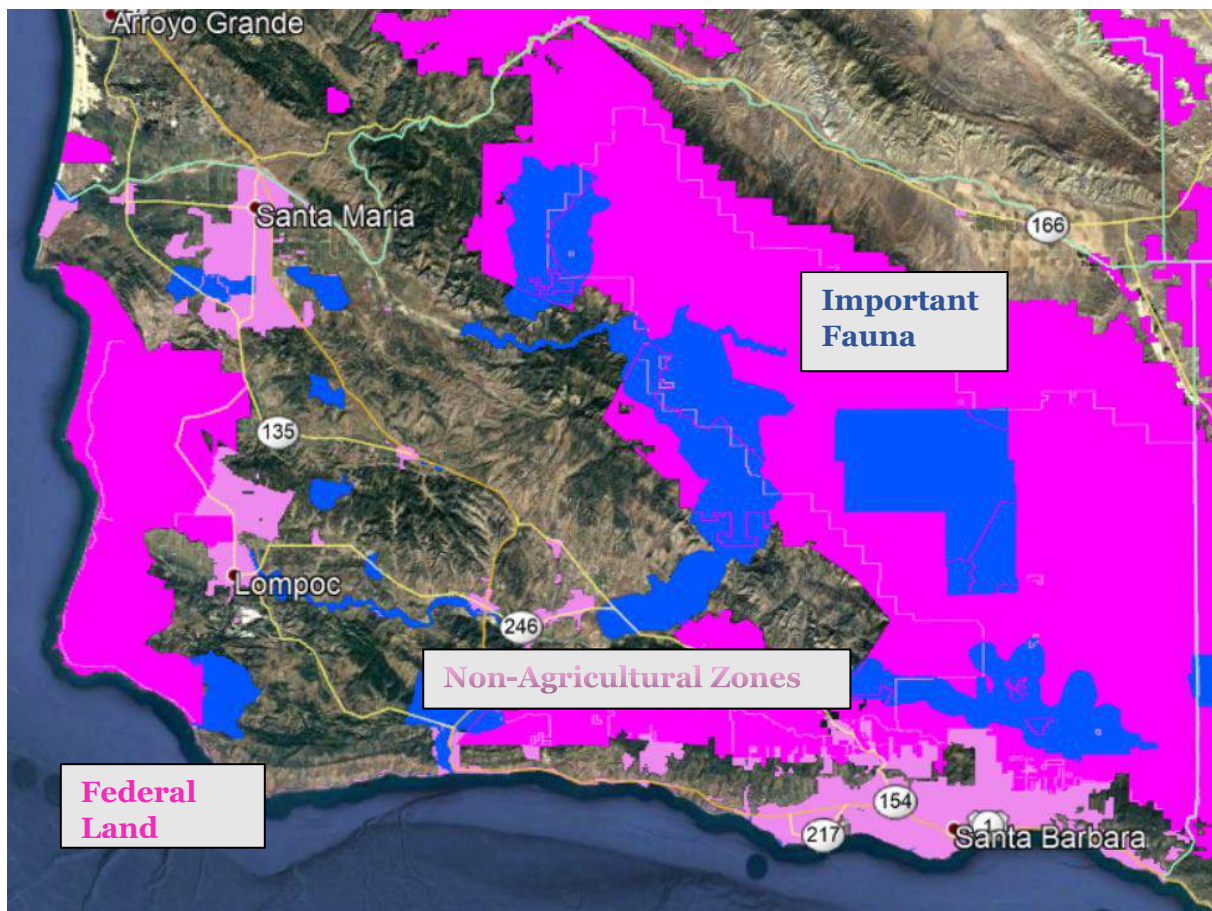 Arroyo Grande
Santa Maria
166
Important
Fauna
135
Lompoc
246
Non-Agricultural Zones
Federal
Land
154
1
217
Santa Barbara